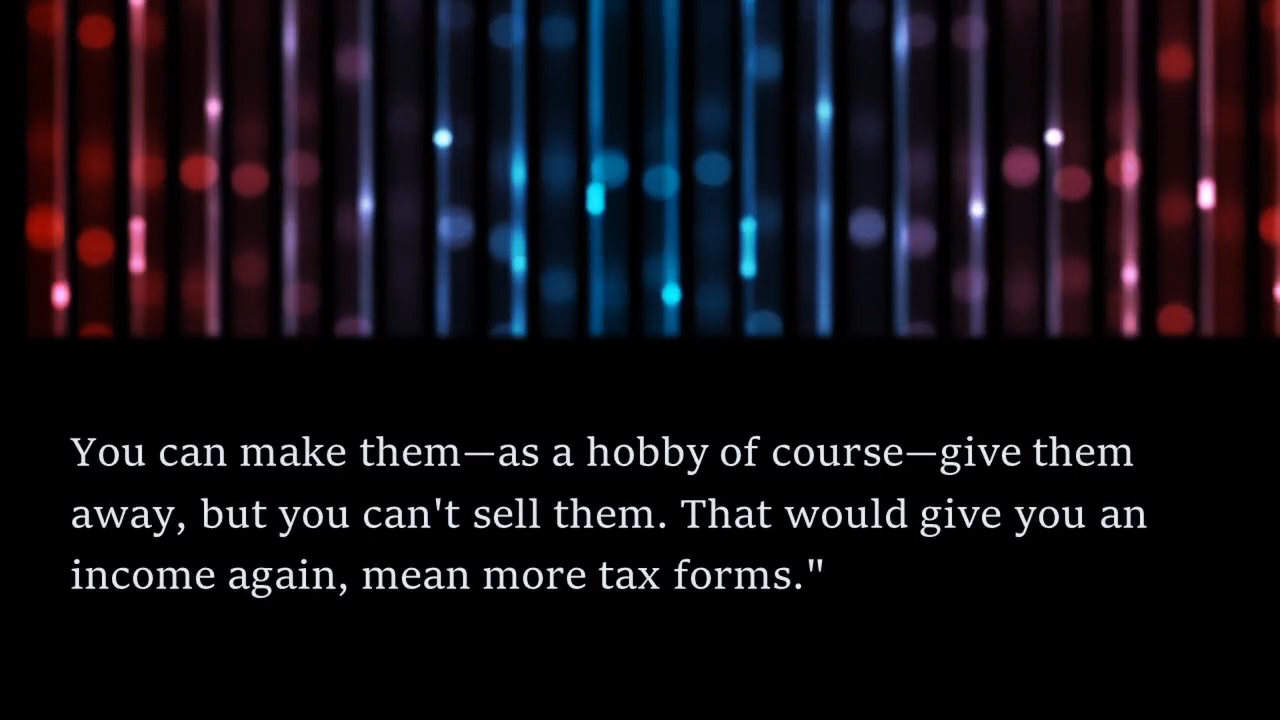 You can make them—as a hobby of course—give them
away, but you can't sell them. That would give you an
income again, mean more tax forms."